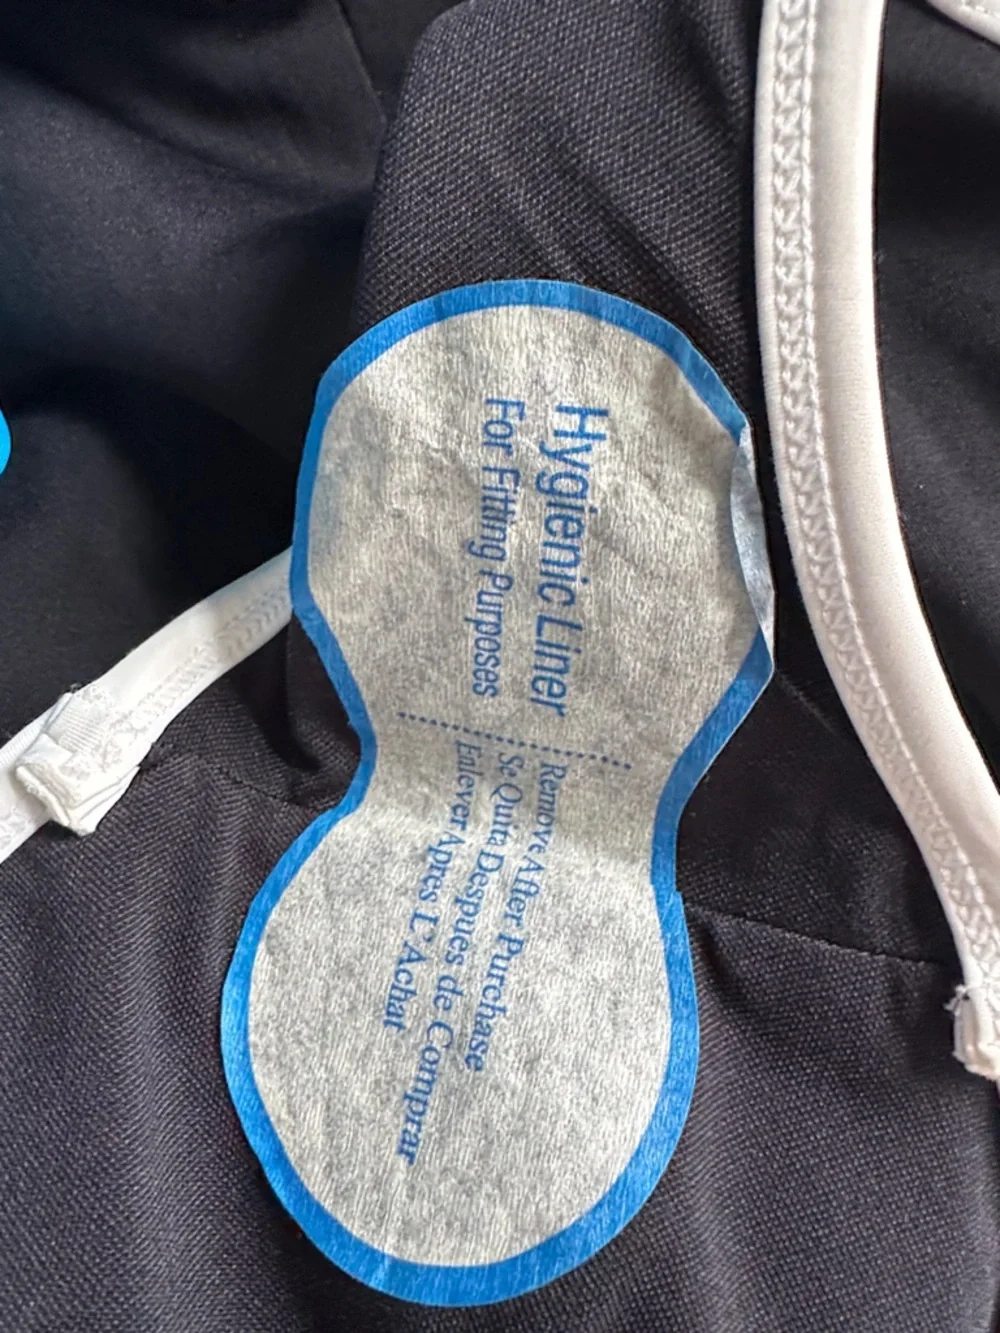 Hygienic Liner
For Fitting Purposes
Remove After Purchase
Se Quita Despues de Comprar
Enlever Apres L'Achat